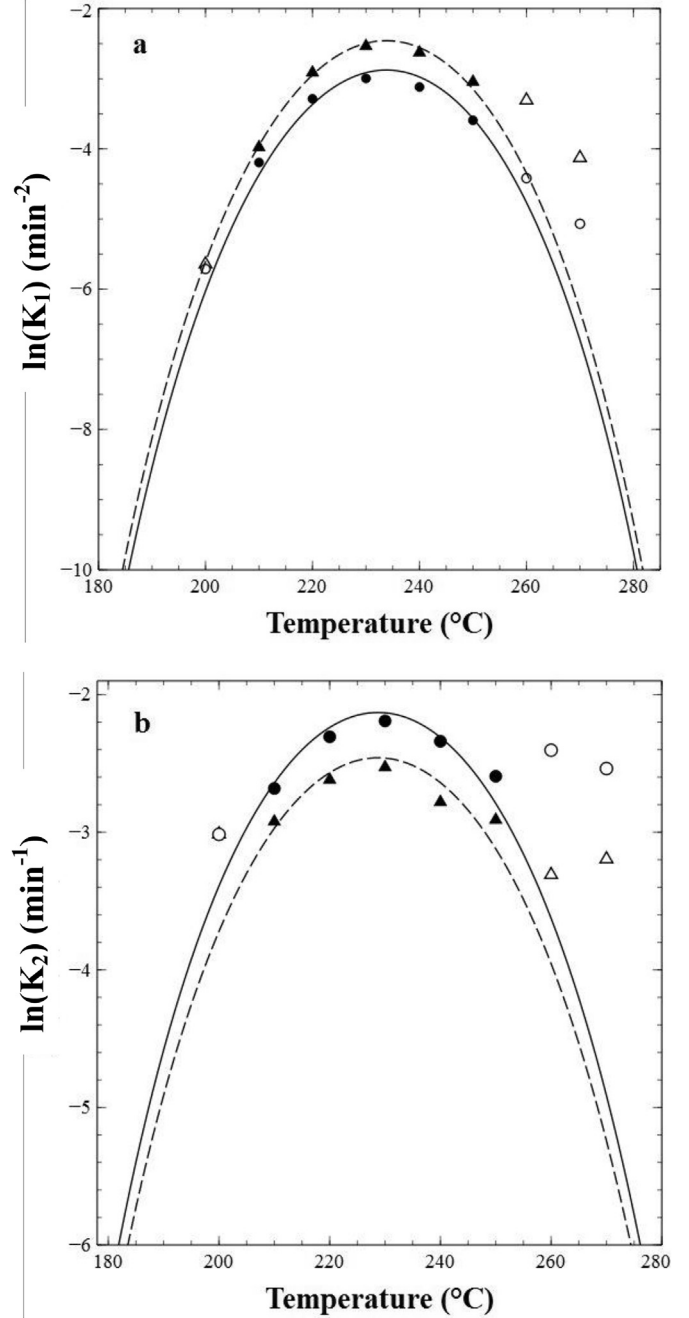 a
−2
−4
−6
−8
−10
ln(K₁) (min⁻²)
180 200 220 240 260 280
Temperature (°C)
b
−2
−3
−4
−5
−6
ln(K₂) (min⁻¹)
200 220 240 260 280
Temperature (°C)